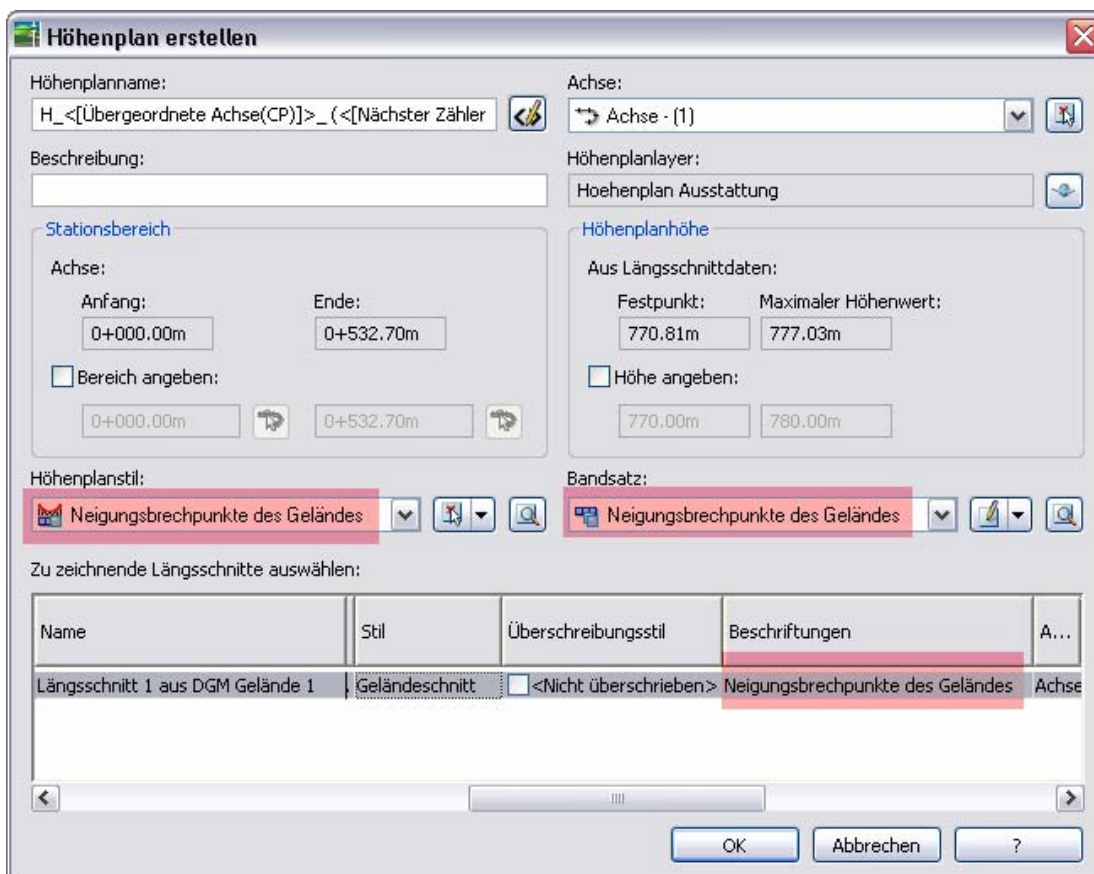 Höhenplan erstellen
Höhenplanname:
Achse:
H_<[Übergeordnete Achse(CP)]>_ (<[Nächster Zähler
Achse - (1)
Beschreibung:
Höhenplanlayer:
Hoehenplan Ausstattung
Stationsbereich
Höhenplanhöhe
Achse:
Aus Längsschnittdaten:
Anfang:
Ende:
Festpunkt:
Maximaler Höhenwert:
0+000.00m
0+532.70m
770.81m
777.03m
Bereich angeben:
Höhe angeben:
0+000.00m
0+532.70m
770.00m
780.00m
Höhenplanstil:
Bandsatz:
Neigungsbrechpunkte des Geländes
Neigungsbrechpunkte des Geländes
Zu zeichnende Längsschnitte auswählen:
Name
Stil
Überschreibungsstil
Beschriftungen
A...
Längsschnitt 1 aus DGM Gelände 1
Geländeschnitt
<Nicht überschrieben>
Neigungsbrechpunkte des Geländes
Achse
OK
Abbrechen
?